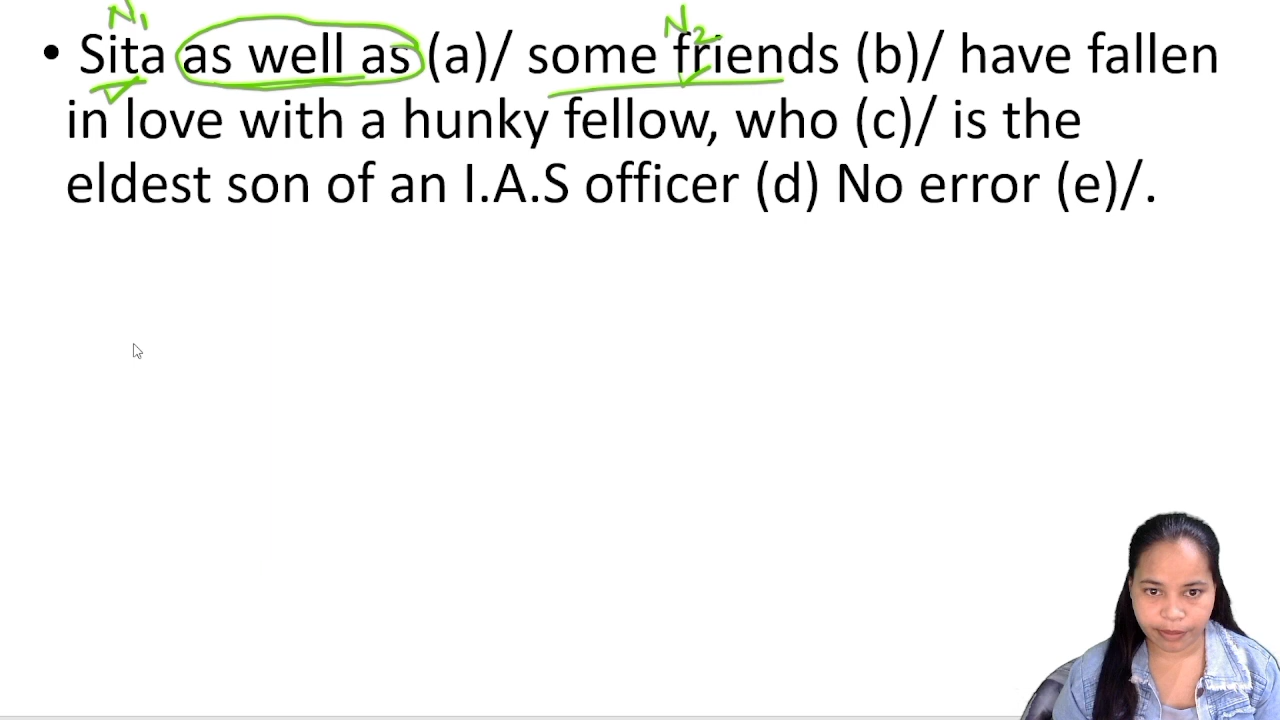 N1 N2
• Sita as well as (a)/ some friends (b)/ have fallen
in love with a hunky fellow, who (c)/ is the
eldest son of an I.A.S officer (d) No error (e)/.